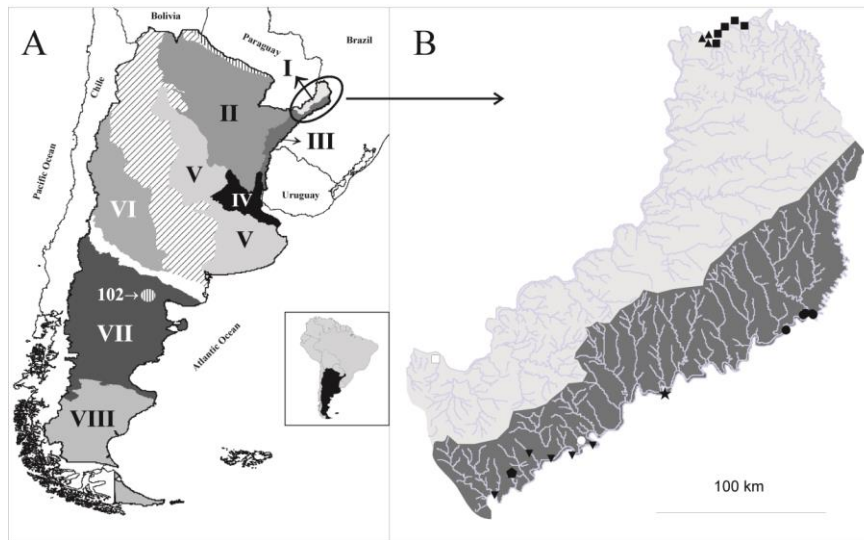 A
Bolivia
Paraguay
Brazil
Chile
I
II
III
Pacific Ocean
V
IV
Uruguay
VI
V
102→
VII
Atlantic Ocean
VIII
B
100 km